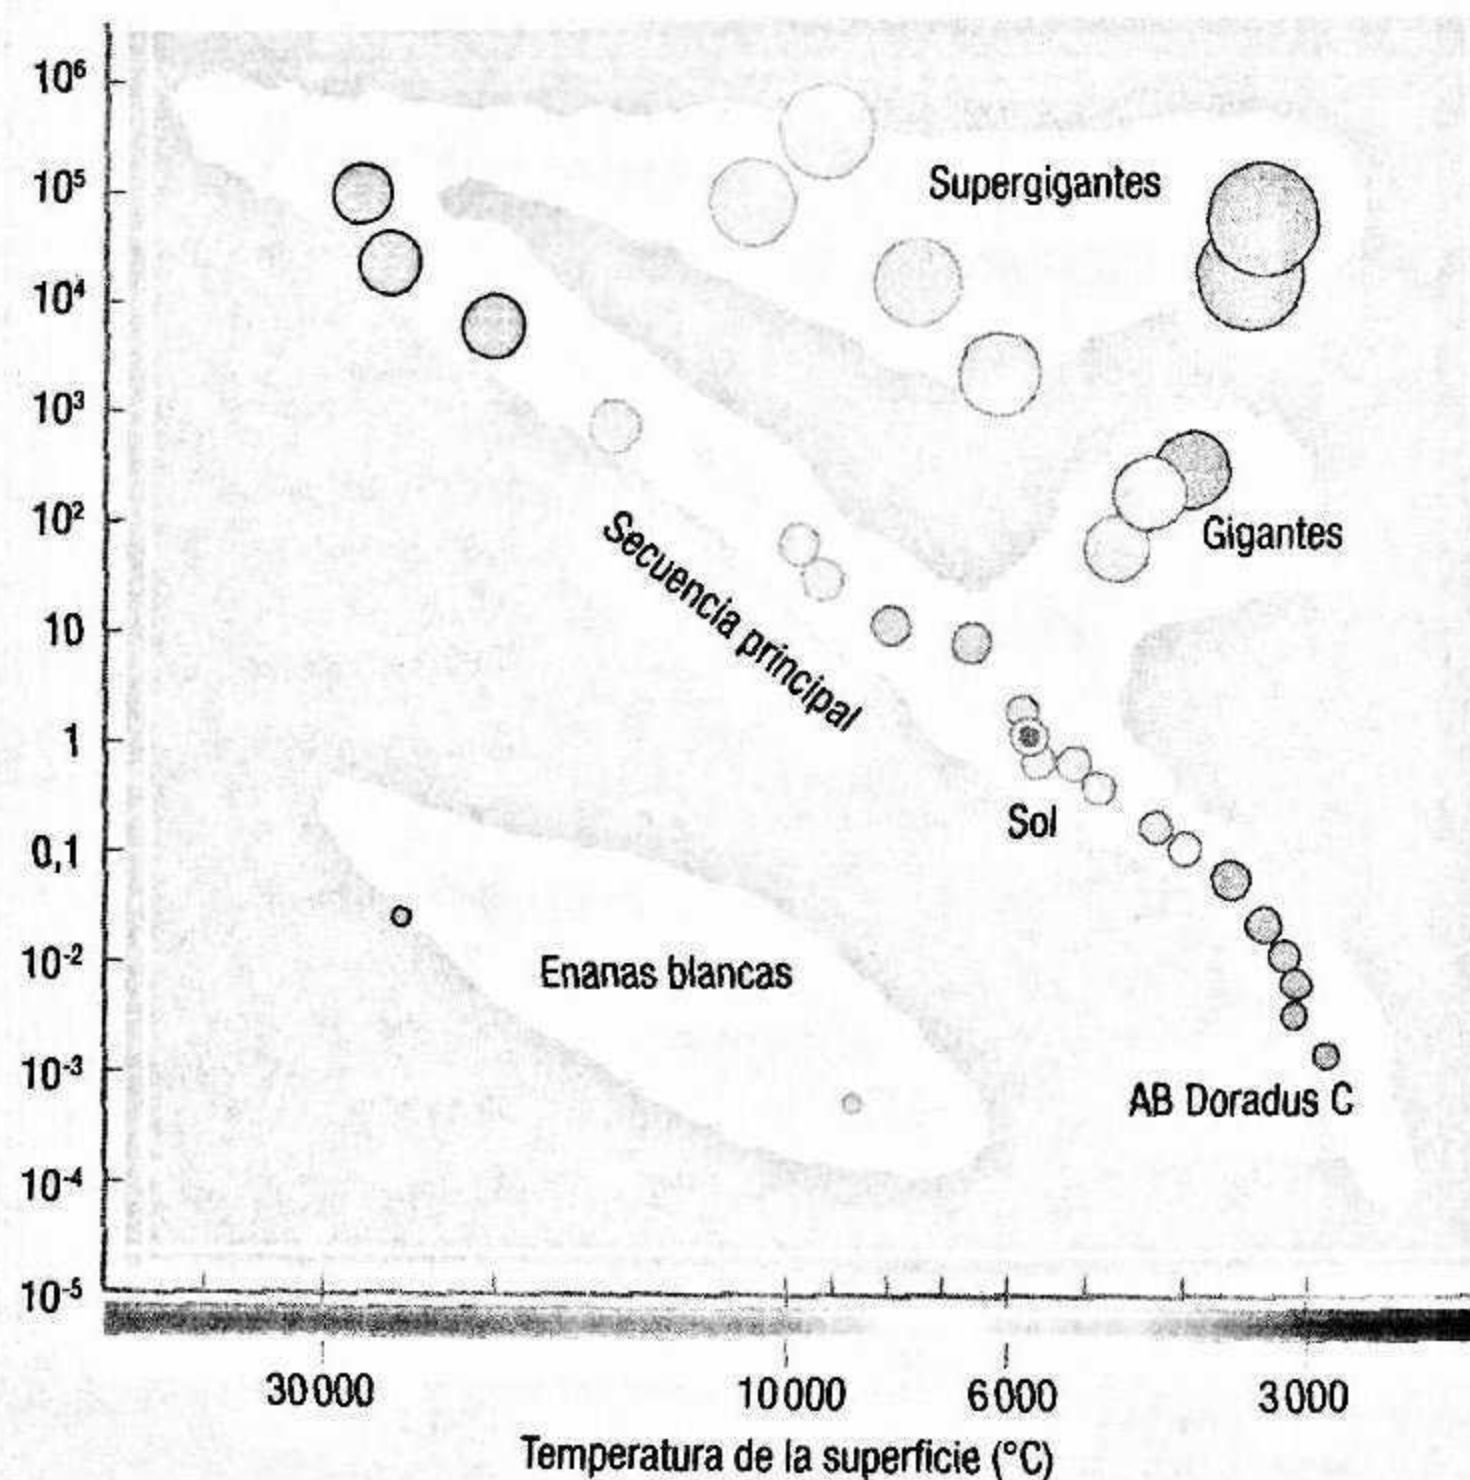 10⁶
10⁵
Supergigantes
10⁴
10³
10²
Gigantes
Secuencia principal
10
1
Sol
0,1
10⁻²
Enanas blancas
10⁻³
AB Doradus C
10⁻⁴
10⁻⁵
30 000 10 000 6 000 3 000
Temperatura de la superficie (°C)